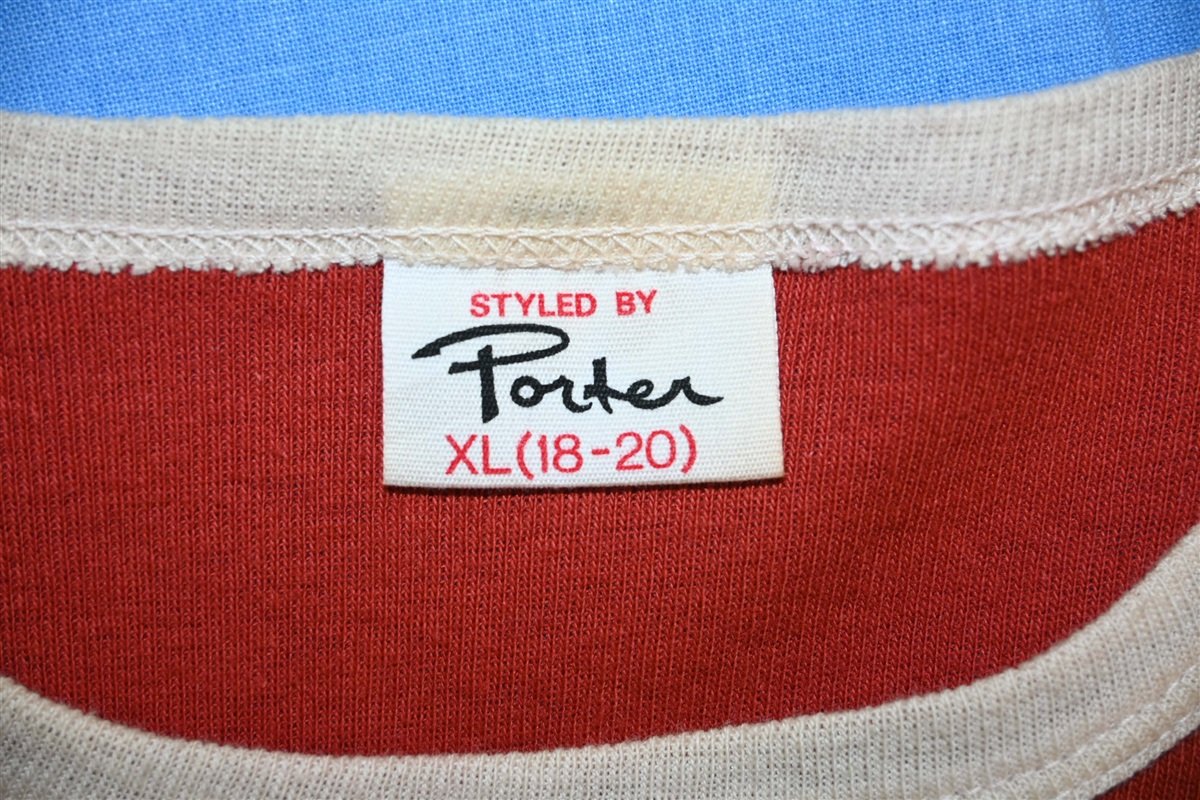 STYLED BY
Porter
XL(18-20)